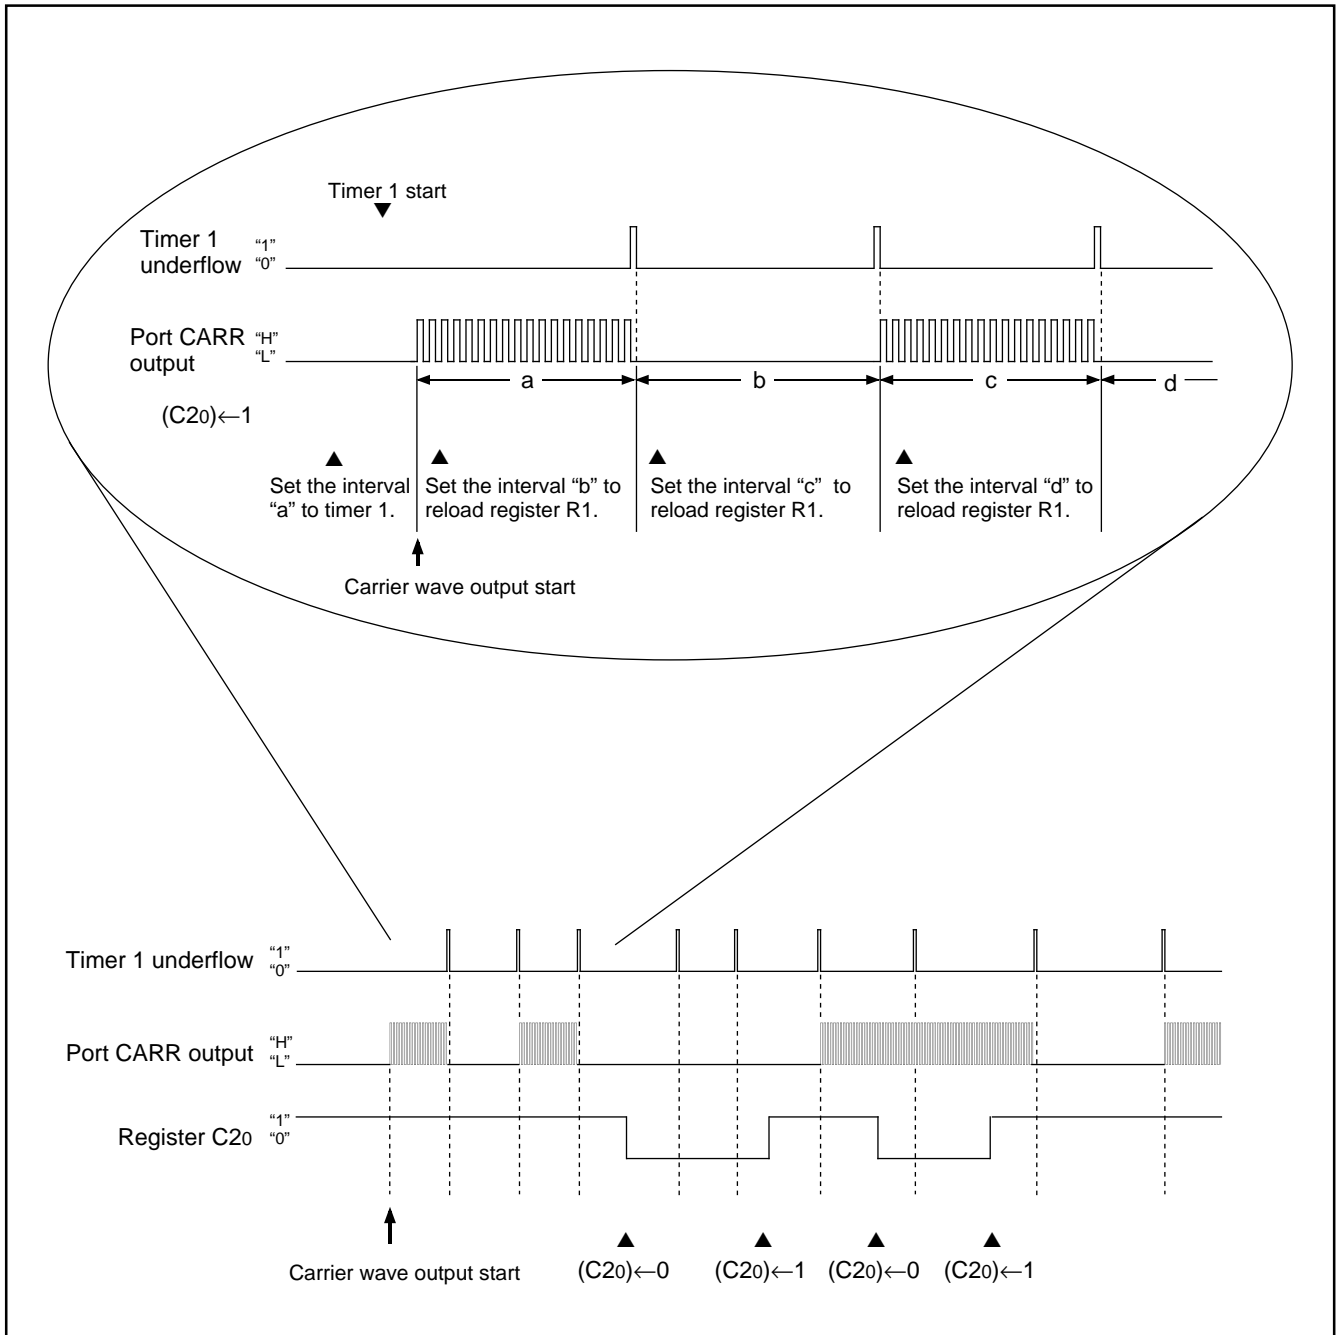 Timer 1 start
Timer 1
underflow
“1”
“0”
Port CARR
output
“H”
“L”
a
b
c
d
(C20)←1
Set the interval
“a” to timer 1.
Set the interval “b” to
reload register R1.
Set the interval “c” to
reload register R1.
Set the interval “d” to
reload register R1.
Carrier wave output start
Timer 1 underflow
“1”
“0”
Port CARR output
“H”
“L”
Register C20
“1”
“0”
Carrier wave output start
(C20)←0
(C20)←1
(C20)←0
(C20)←1